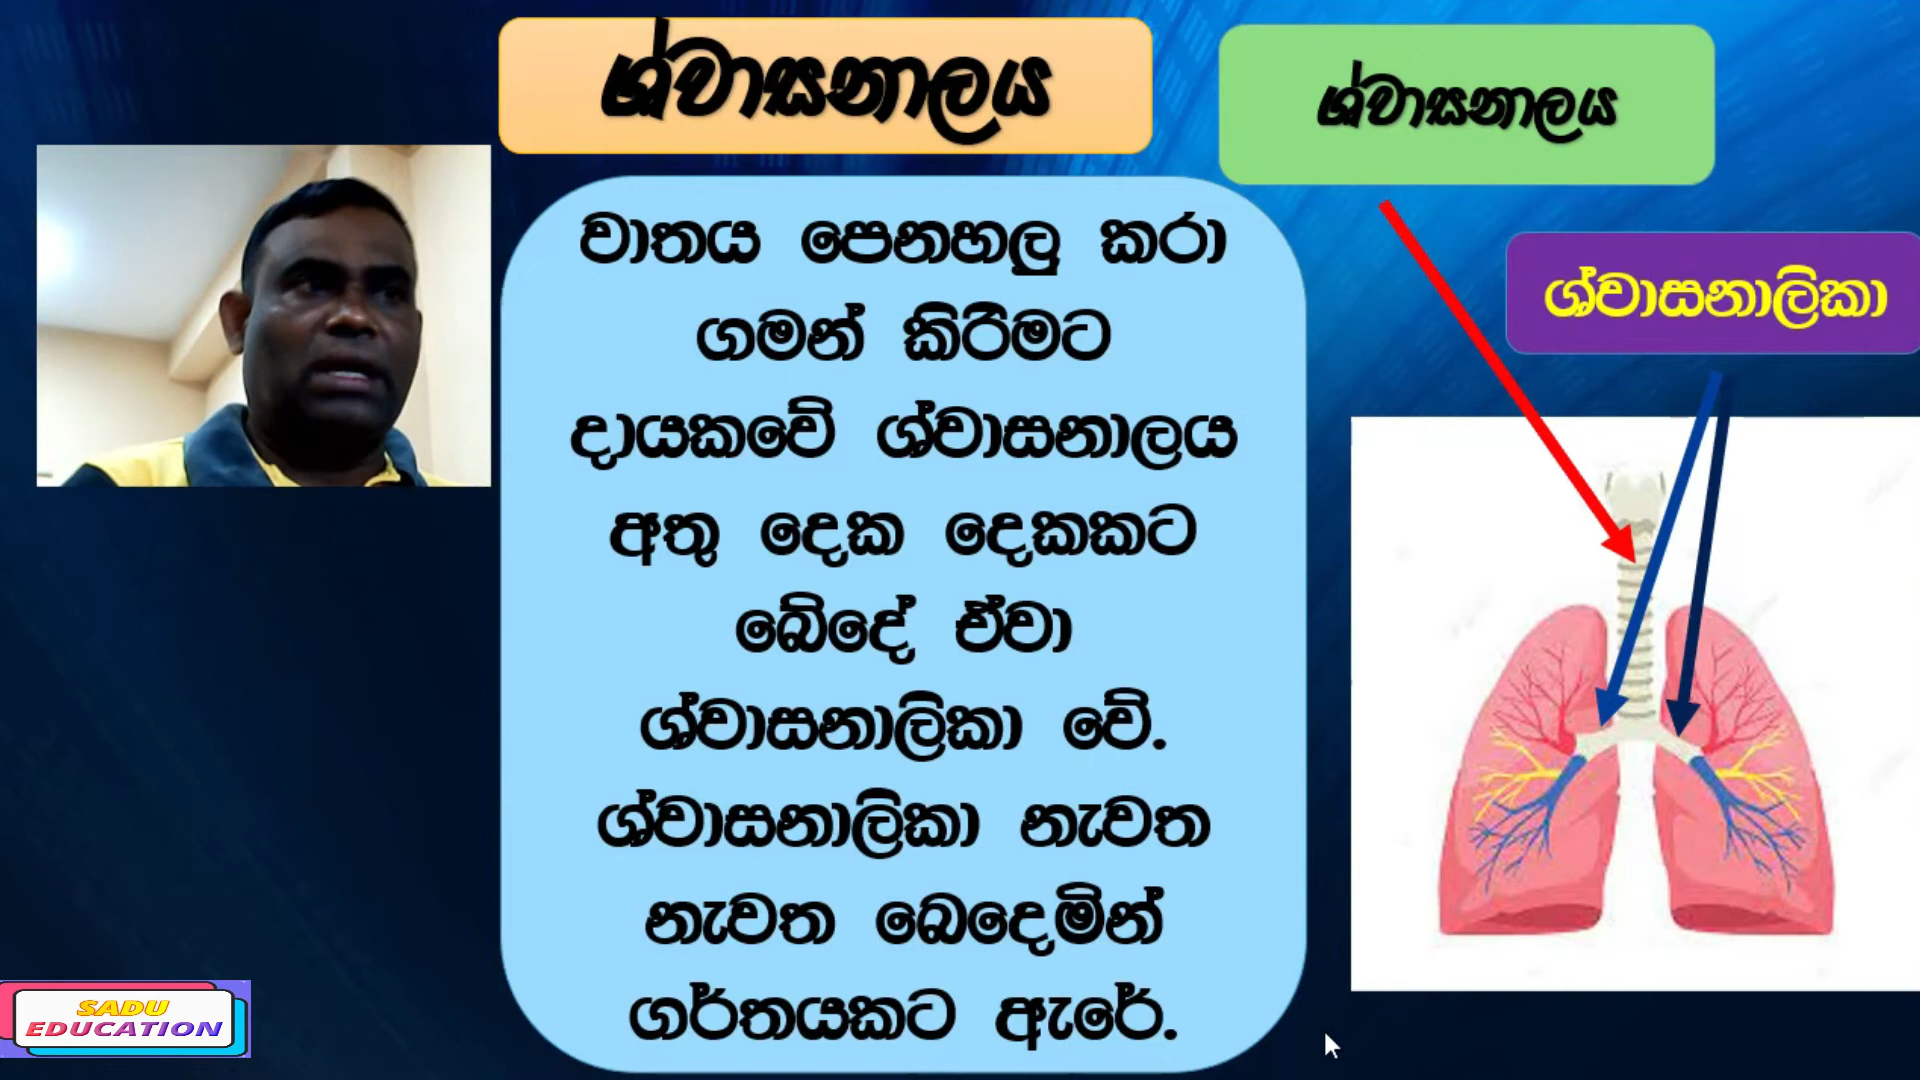 ශ්වාසනාලය
ශ්වාසනාලය
ශ්වාසනාලිකා
වාතය පෙනහලු කරා
ගමන් කිරීමට
දායකවේ ශ්වාසනාලය
අතු දෙක දෙකකට
බේදේ ඒවා
ශ්වාසනාලිකා වේ.
ශ්වාසනාලිකා නැවත
නැවත බෙදෙමින්
ගර්තයකට ඇරේ.
SADU
EDUCATION